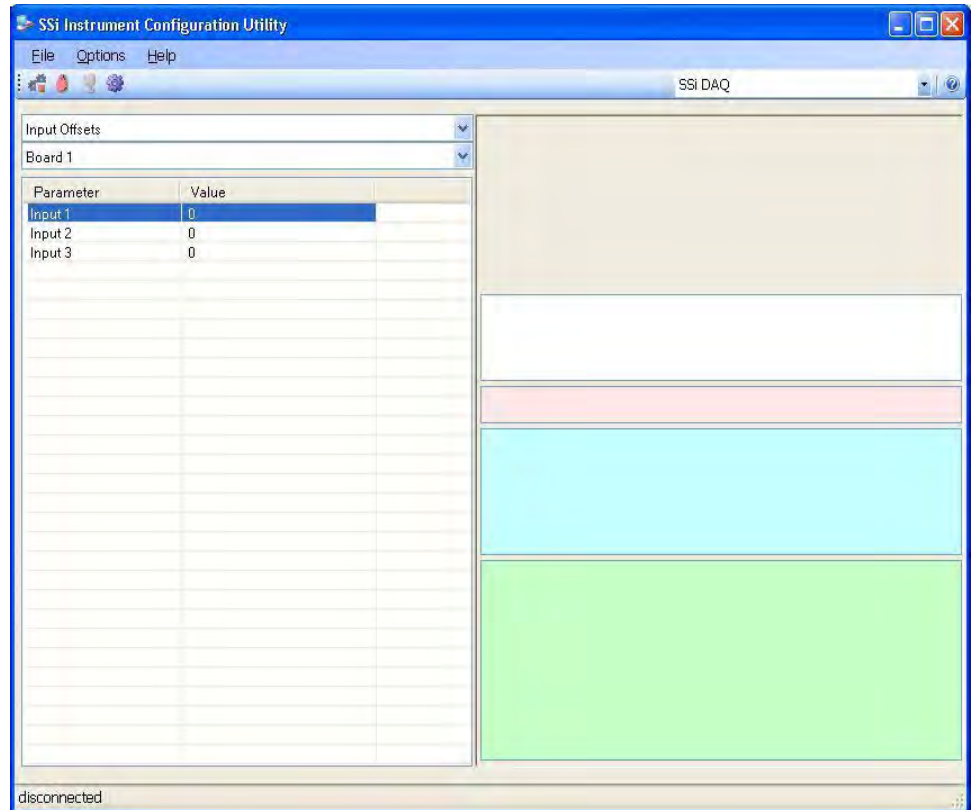 SSi Instrument Configuration Utility
File Options Help
SSi DAQ
Input Offsets
Board 1
Parameter Value
Input 1 0
Input 2 0
Input 3 0
disconnected